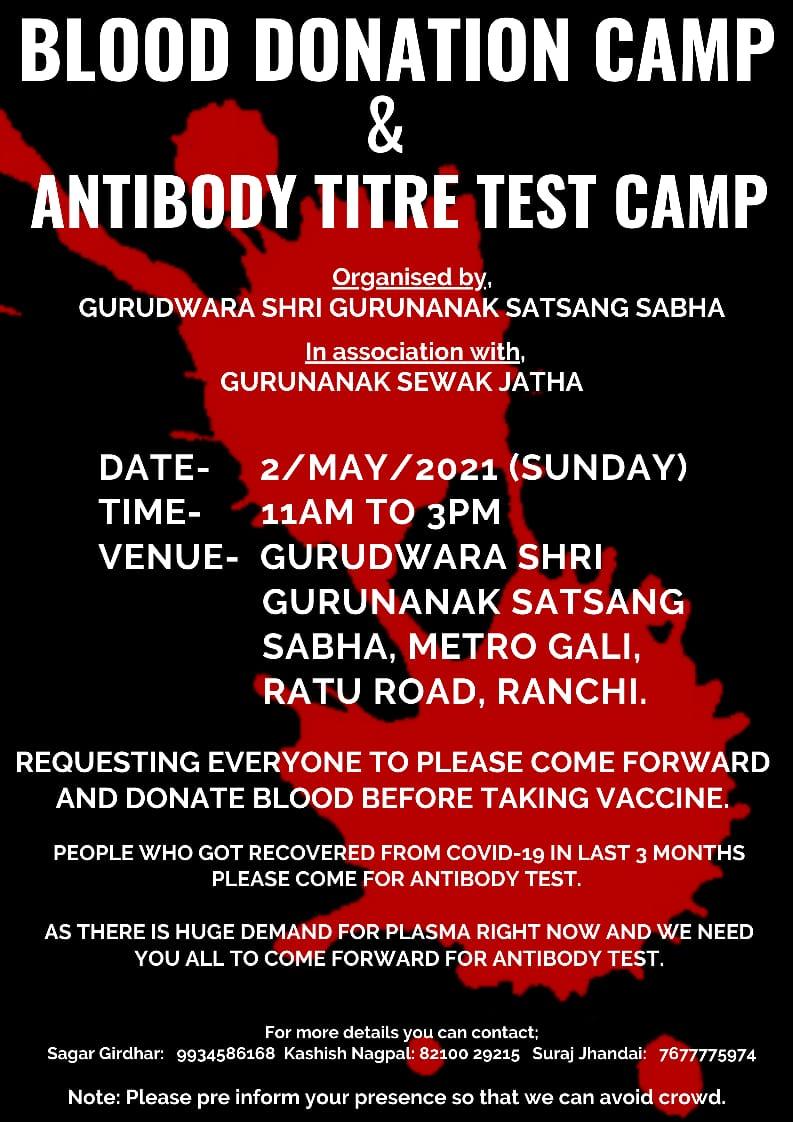 BLOOD DONATION CAMP
&
ANTIBODY TITRE TEST CAMP
Organised by,
GURUDWARA SHRI GURUNANAK SATSANG SABHA
In association with,
GURUNANAK SEWAK JATHA
DATE- 2/MAY/2021 (SUNDAY)
TIME- 11AM TO 3PM
VENUE- GURUDWARA SHRI
GURUNANAK SATSANG
SABHA, METRO GALI,
RATU ROAD, RANCHI.
REQUESTING EVERYONE TO PLEASE COME FORWARD
AND DONATE BLOOD BEFORE TAKING VACCINE.
PEOPLE WHO GOT RECOVERED FROM COVID-19 IN LAST 3 MONTHS
PLEASE COME FOR ANTIBODY TEST.
AS THERE IS HUGE DEMAND FOR PLASMA RIGHT NOW AND WE NEED
YOU ALL TO COME FORWARD FOR ANTIBODY TEST.
For more details you can contact;
Sagar Girdhar: 9934586168 Kashish Nagpal: 82100 29215 Suraj Jhandai: 7677775974
Note: Please pre inform your presence so that we can avoid crowd.